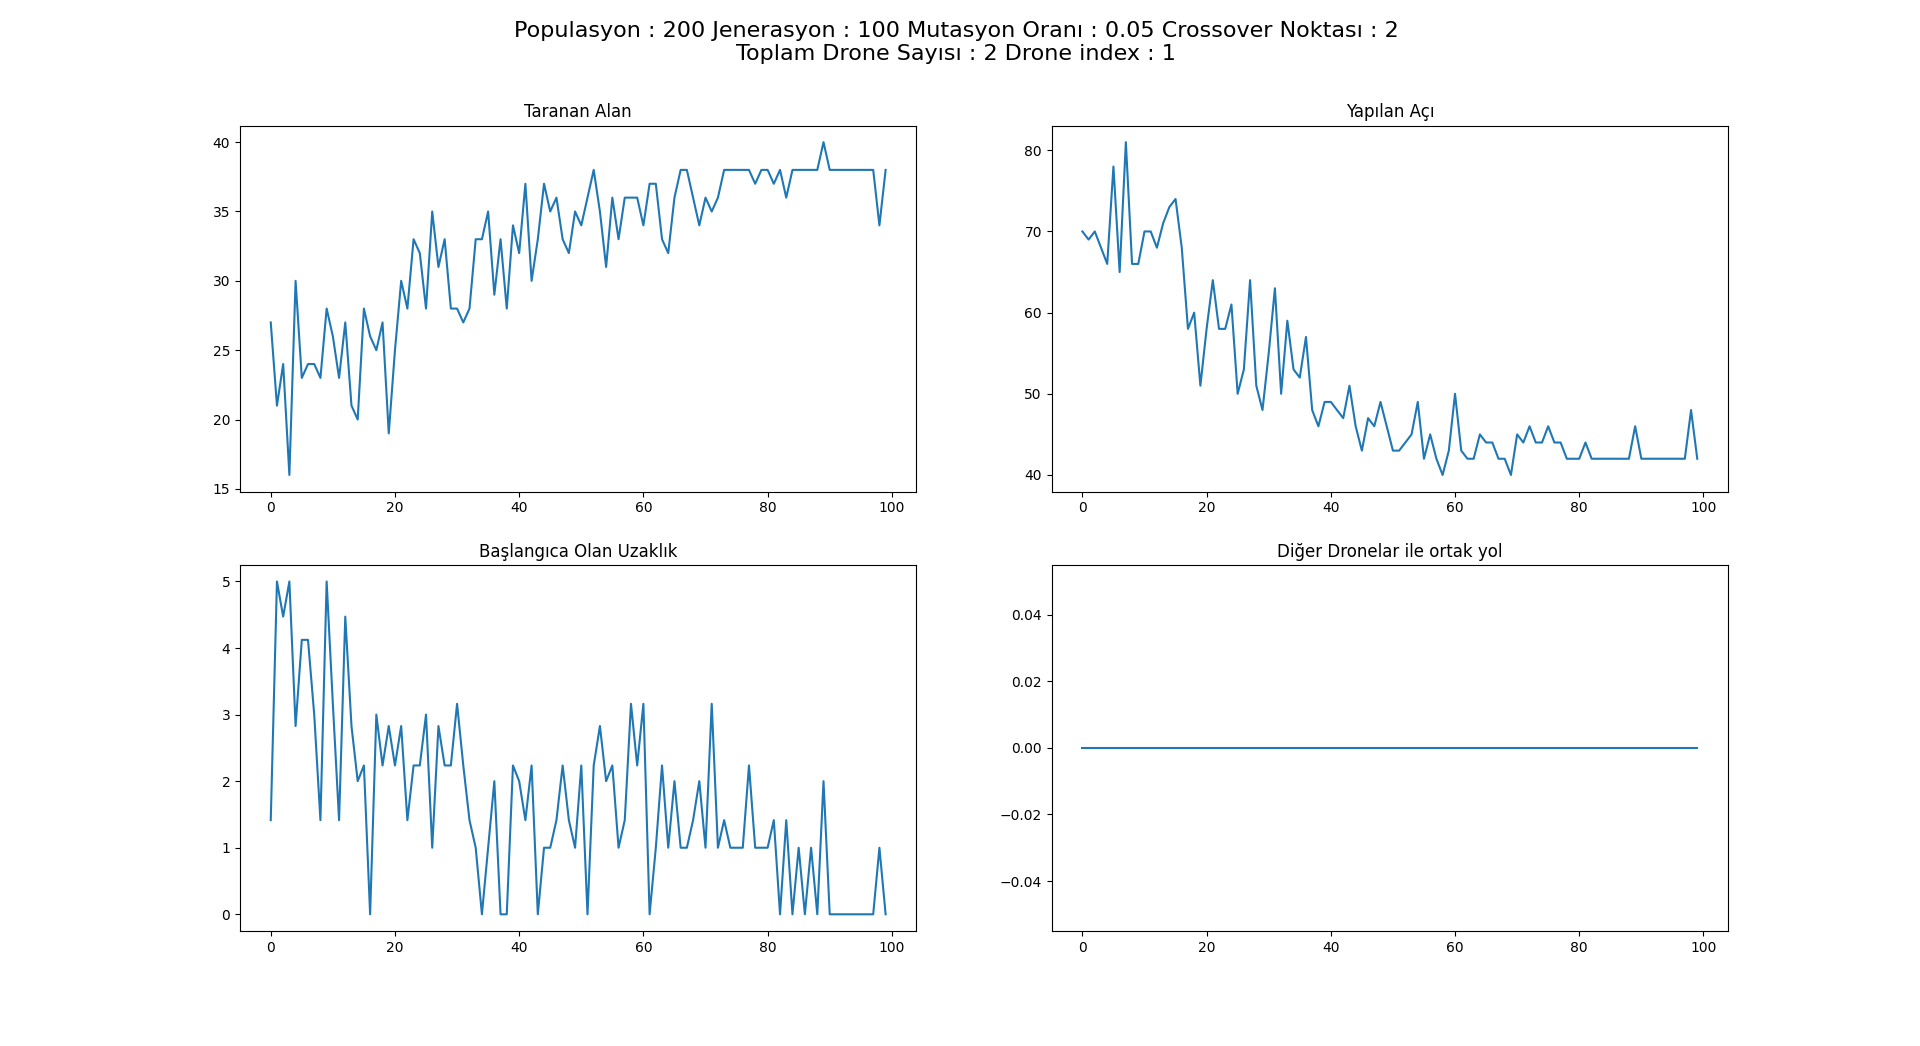 Populasyon : 200 Jenerasyon : 100 Mutasyon Oranı : 0.05 Crossover Noktası : 2
Toplam Drone Sayısı : 2 Drone index : 1
Taranan Alan
40
35
30
25
20
15
0 20 40 60 80 100
Yapılan Açı
80
70
60
50
40
0 20 40 60 80 100
Başlangıca Olan Uzaklık
5
4
3
2
1
0
0 20 40 60 80 100
Diğer Dronelar ile ortak yol
0.04
0.02
0.00
−0.02
−0.04
0 20 40 60 80 100